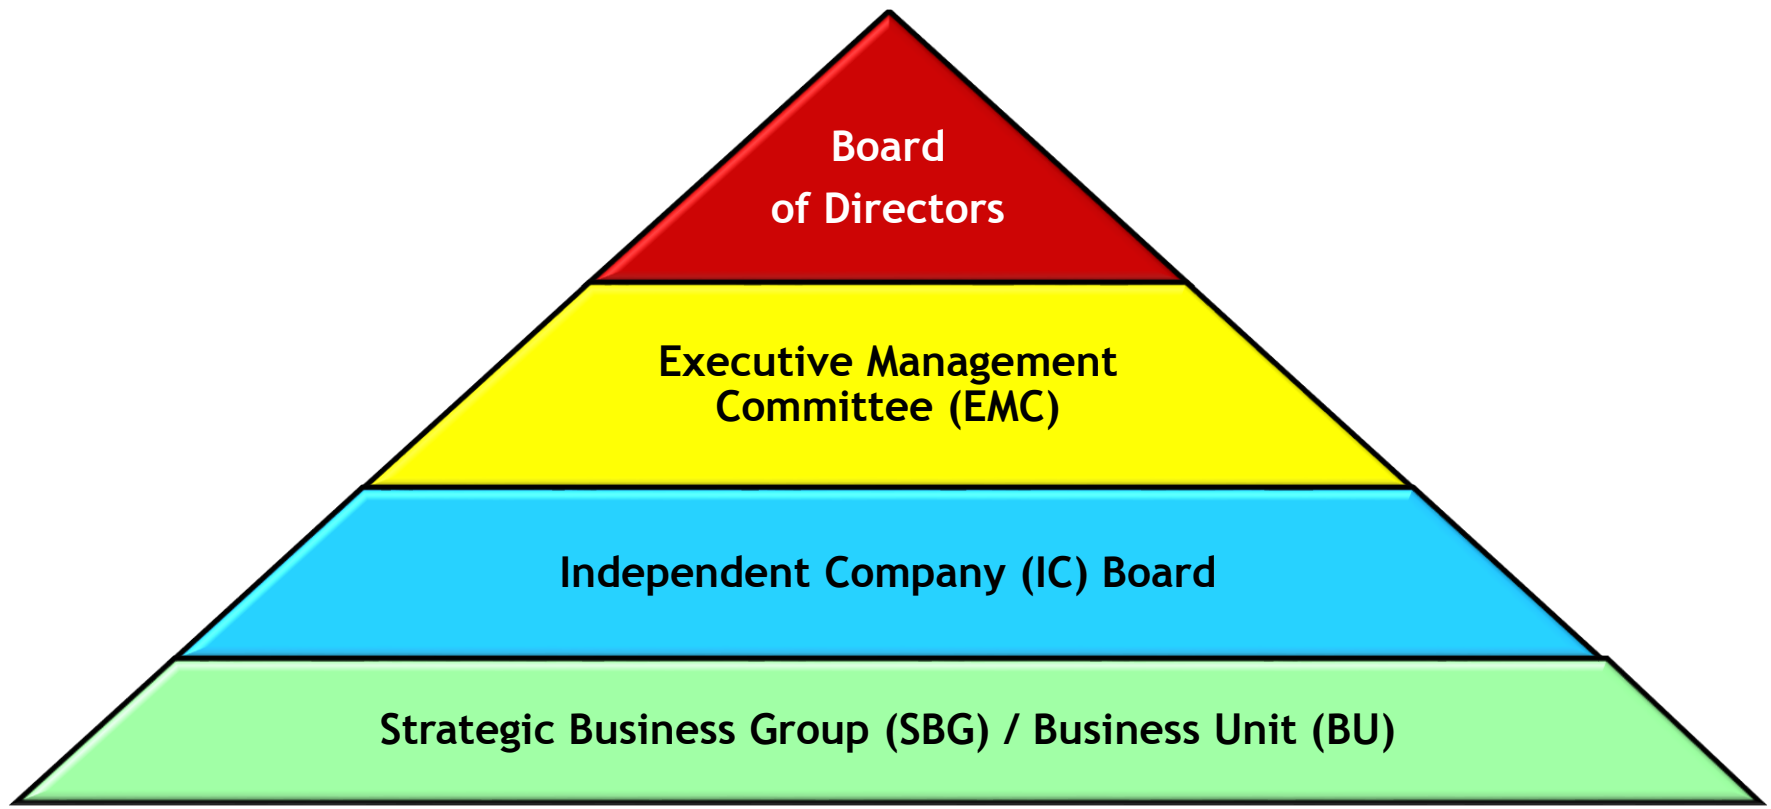 Board
of Directors
Executive Management
Committee (EMC)
Independent Company (IC) Board
Strategic Business Group (SBG) / Business Unit (BU)